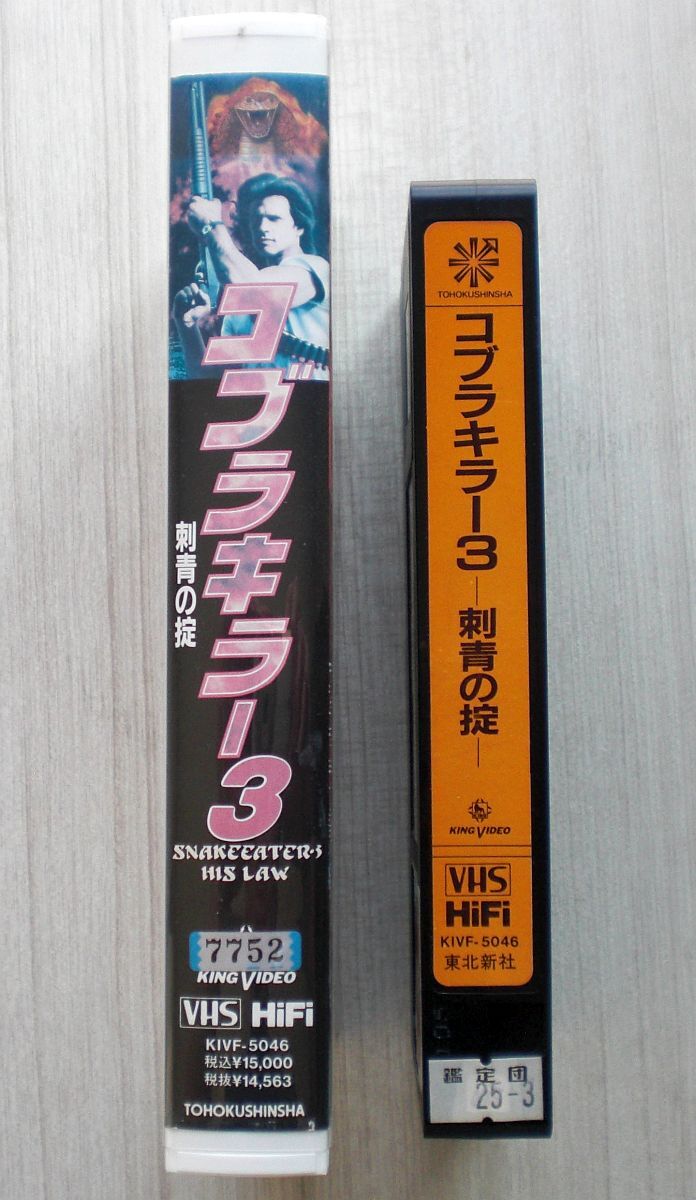 コブラキラー3
刺青の掟
SNAKEEATER・3
HIS LAW
7752
KING VIDEO
VHS HiFi
KIVF-5046
税込¥15,000
税抜¥14,563
TOHOKUSHINSHA
TOHOKUSHINSHA
コブラキラー3
—刺青の掟—
KING VIDEO
VHS
HiFi
KIVF-5046
東北新社
鑑定団
25-3